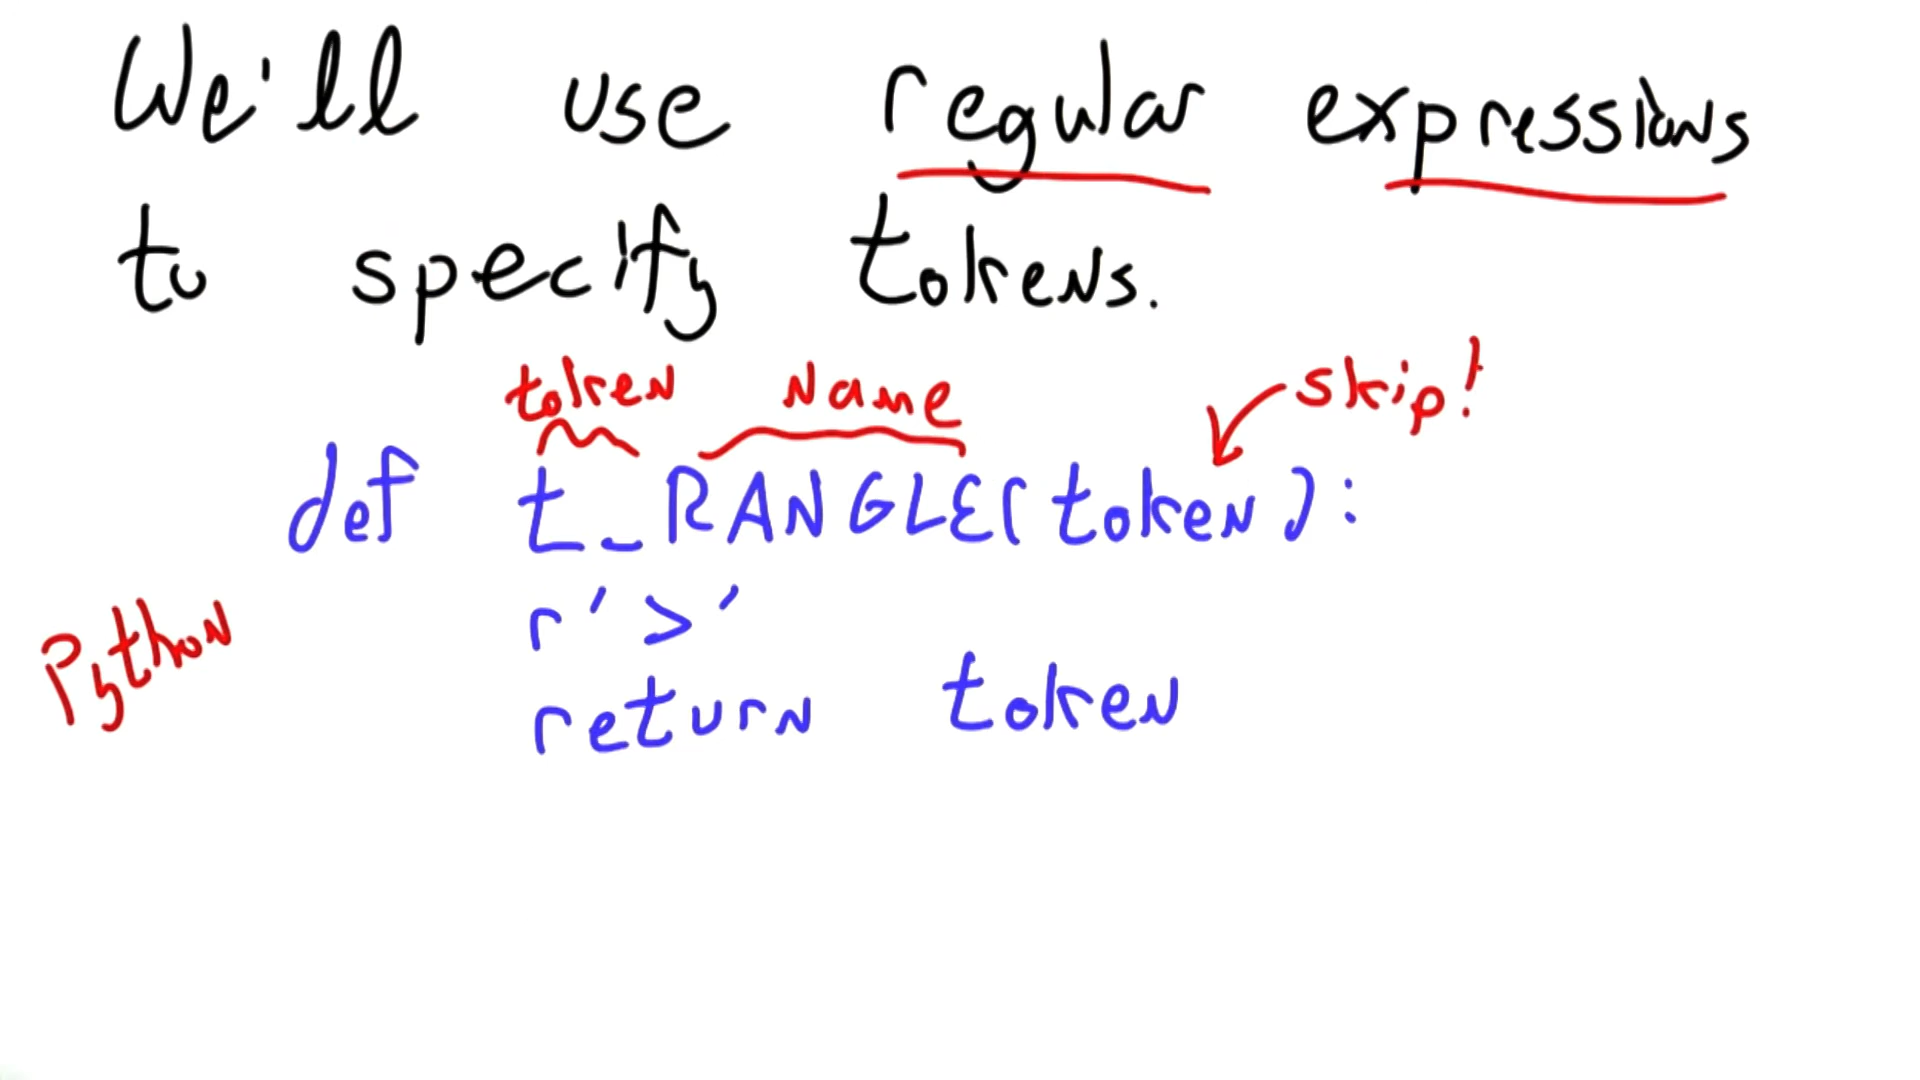 We'll use regular expressions
to specify tokens.
token Name skip!
def t_RANGLE(token):
Python
r'>'
return token